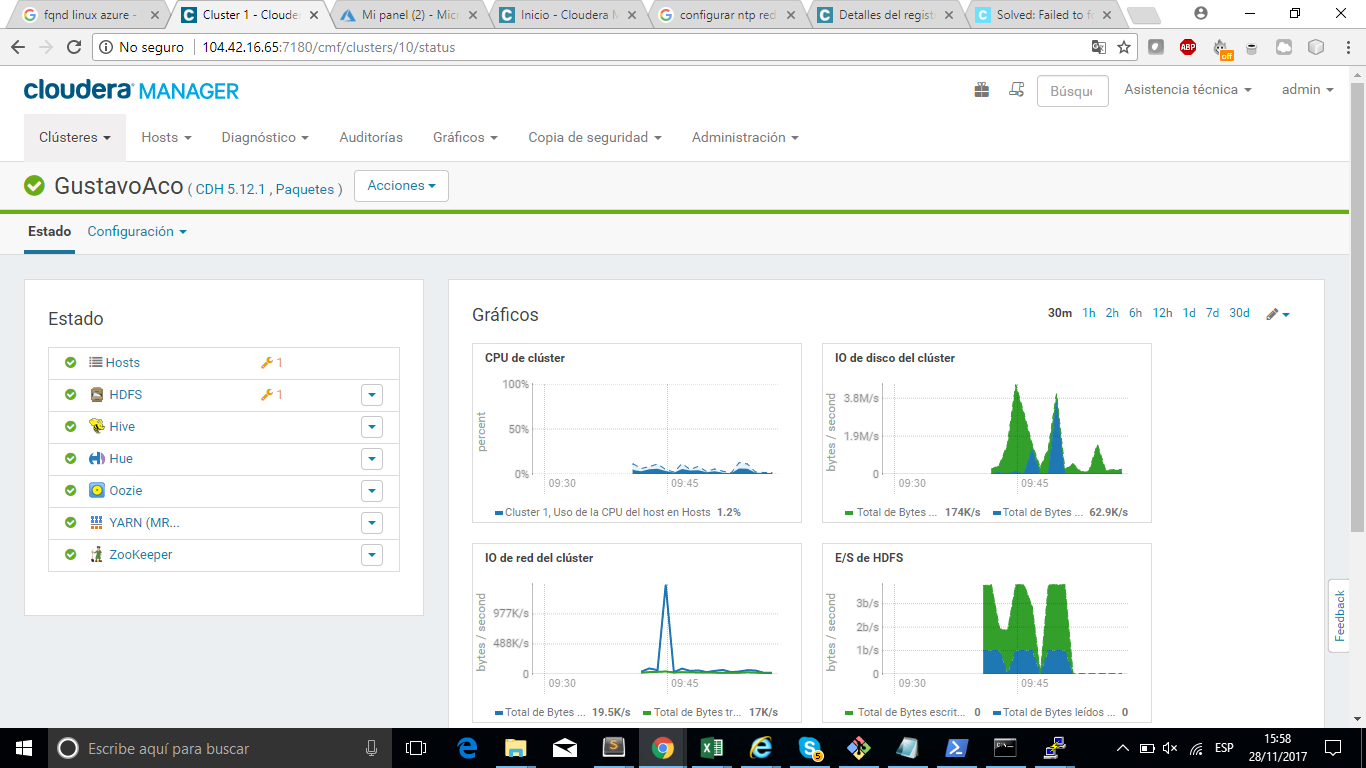 fqnd linux azure -
Cluster 1 - Cloude
Mi panel (2) - Micr
Inicio - Cloudera M
configurar ntp red
Detalles del registr
Solved: Failed to f
No seguro
104.42.16.65:7180/cmf/clusters/10/status
ABP
off
cloudera MANAGER
Búsque
Asistencia técnica
admin
Clústeres
Hosts
Diagnóstico
Auditorías
Gráficos
Copia de seguridad
Administración
GustavoAco ( CDH 5.12.1 , Paquetes )
Acciones
Estado
Configuración
Estado
Hosts 1
HDFS 1
Hive
Hue
Oozie
YARN (MR...
ZooKeeper
Gráficos
30m 1h 2h 6h 12h 1d 7d 30d
CPU de clúster
percent
100%
50%
0%
09:30
09:45
Cluster 1, Uso de la CPU del host en Hosts 1.2%
IO de disco del clúster
bytes / second
3.8M/s
1.9M/s
0
09:30
09:45
Total de Bytes ... 174K/s
Total de Bytes ... 62.9K/s
IO de red del clúster
bytes / second
977K/s
488K/s
0
09:30
09:45
Total de Bytes ... 19.5K/s
Total de Bytes tr... 17K/s
E/S de HDFS
bytes / second
3b/s
2b/s
1b/s
0
09:30
09:45
Total de Bytes escrit... 0
Total de Bytes leídos ... 0
Feedback
Escribe aquí para buscar
5
ESP
15:58
28/11/2017